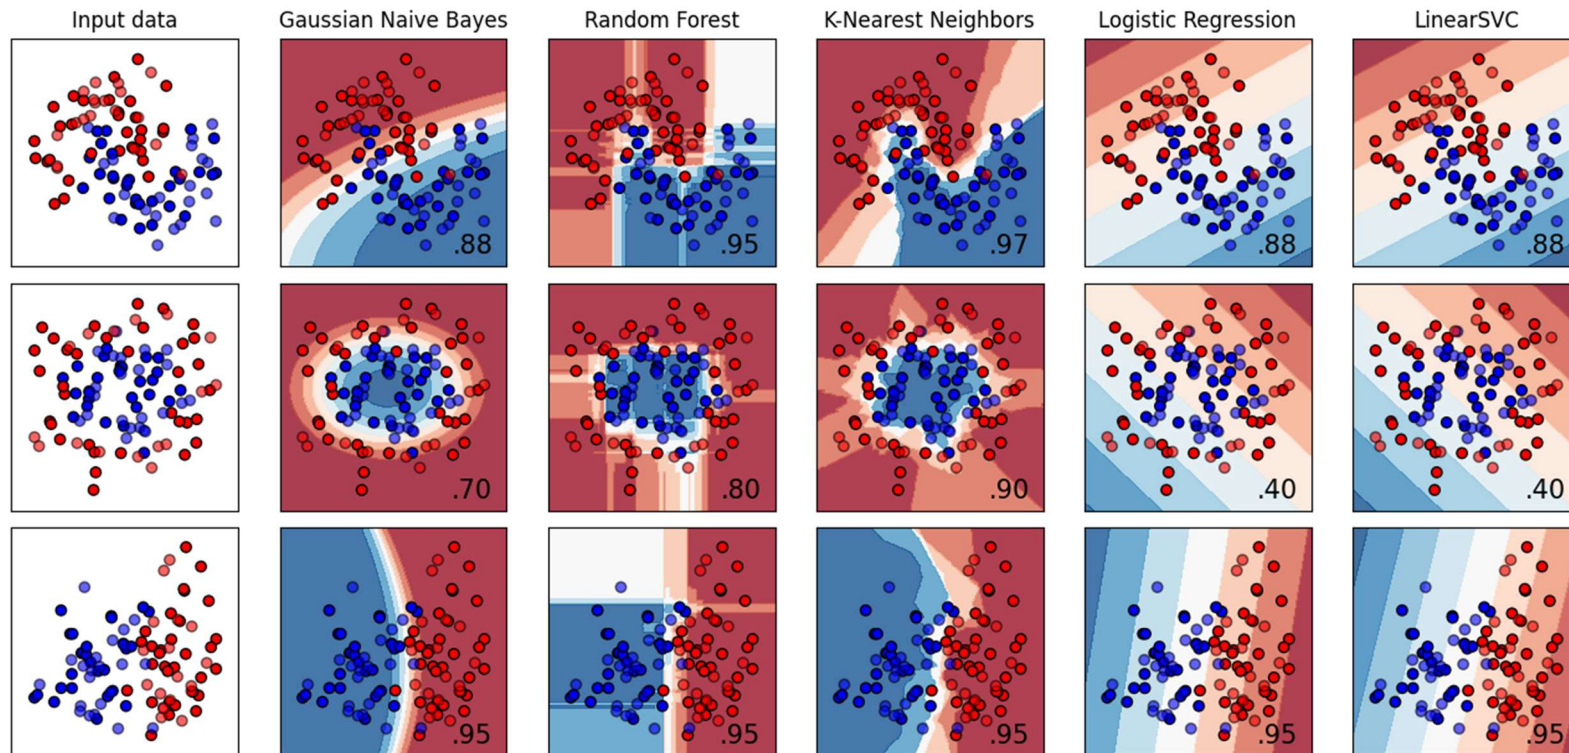 Input data Gaussian Naive Bayes Random Forest K-Nearest Neighbors Logistic Regression LinearSVC
.88 .95 .97 .88 .88
.70 .80 .90 .40 .40
.95 .95 .95 .95 .95